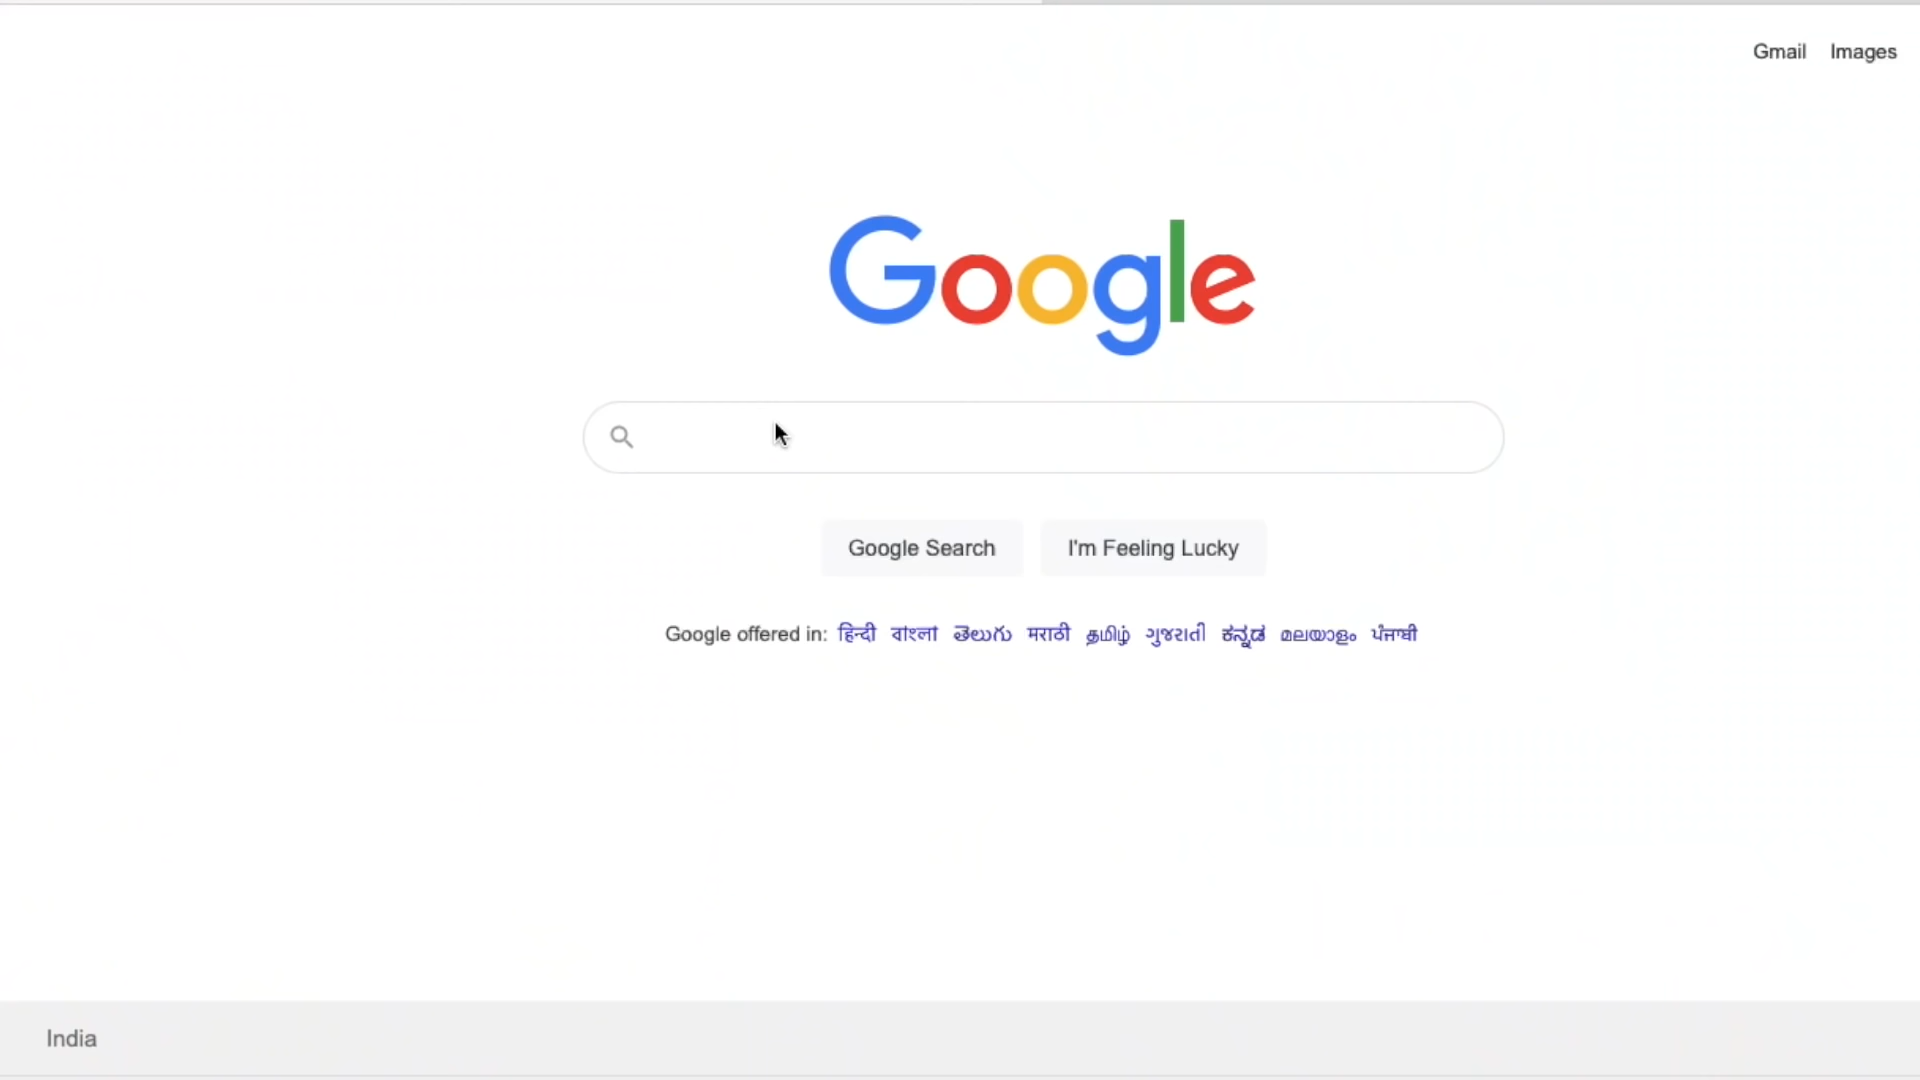 Gmail Images
Google
Google Search I'm Feeling Lucky
Google offered in: हिन्दी বাংলা తెలుగు मराठी தமிழ் ગુજરાતી ಕನ್ನಡ മലയാളം ਪੰਜਾਬੀ
India